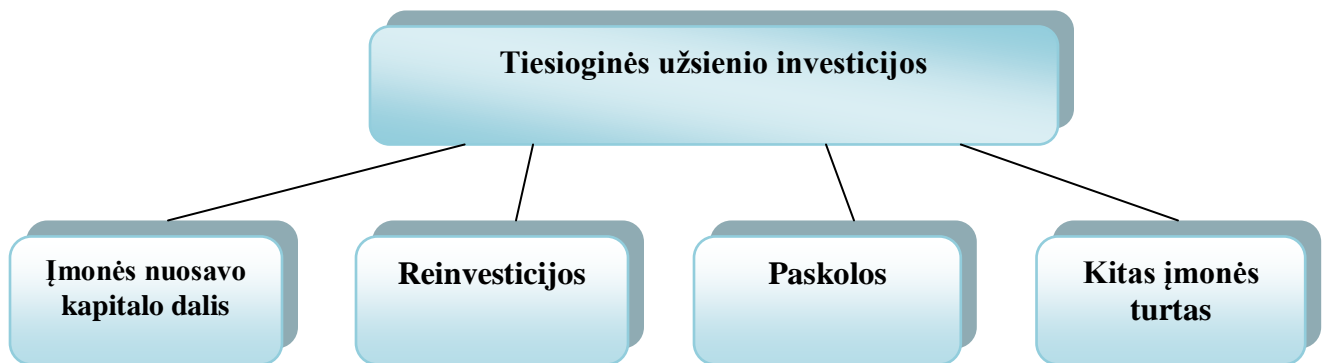 Tiesioginės užsienio investicijos
Įmonės nuosavo
kapitalo dalis
Reinvesticijos
Paskolos
Kitas įmonės
turtas